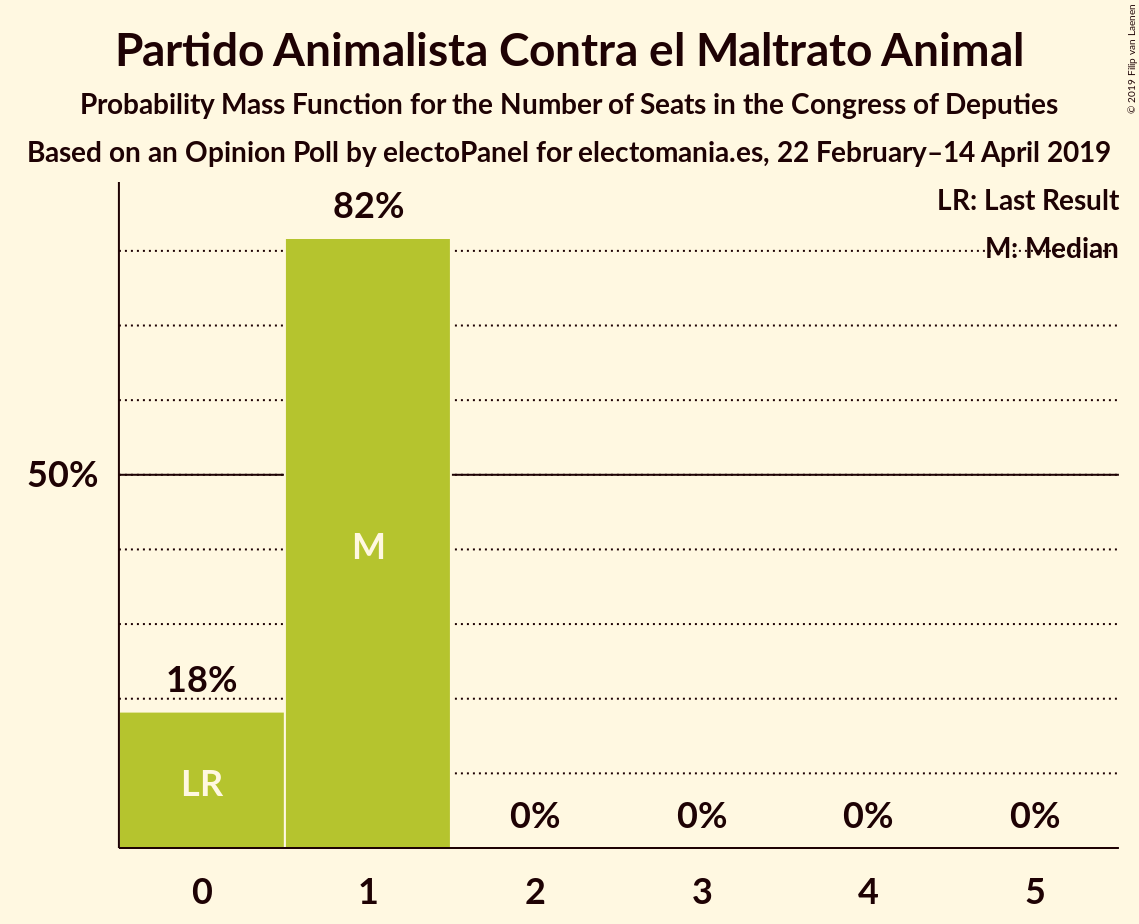 Partido Animalista Contra el Maltrato Animal
Probability Mass Function for the Number of Seats in the Congress of Deputies
Based on an Opinion Poll by electoPanel for electomania.es, 22 February–14 April 2019
© 2019 Filip van Laenen
LR: Last Result
M: Median
82%
50%
M
18%
LR
0% 0% 0% 0%
0 1 2 3 4 5